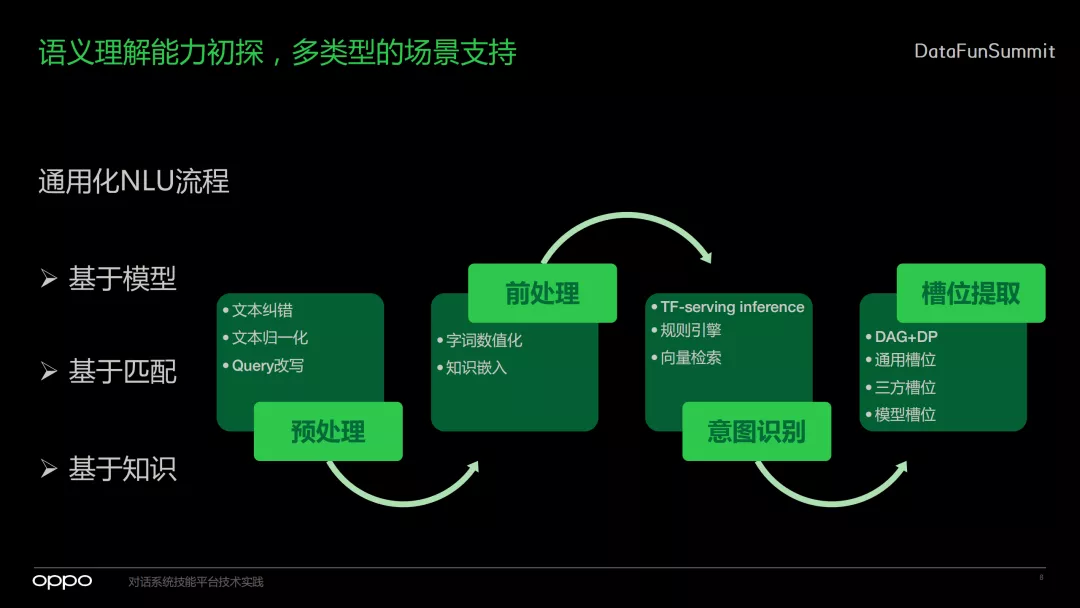 语义理解能力初探，多类型的场景支持
DataFunSummit
通用化NLU流程
➢ 基于模型
➢ 基于匹配
➢ 基于知识
• 文本纠错
• 文本归一化
• Query改写
预处理
前处理
• 字词数值化
• 知识嵌入
• TF-serving inference
• 规则引擎
• 向量检索
意图识别
槽位提取
• DAG+DP
• 通用槽位
• 三方槽位
• 模型槽位
oppo
对话系统技能平台技术实践
8